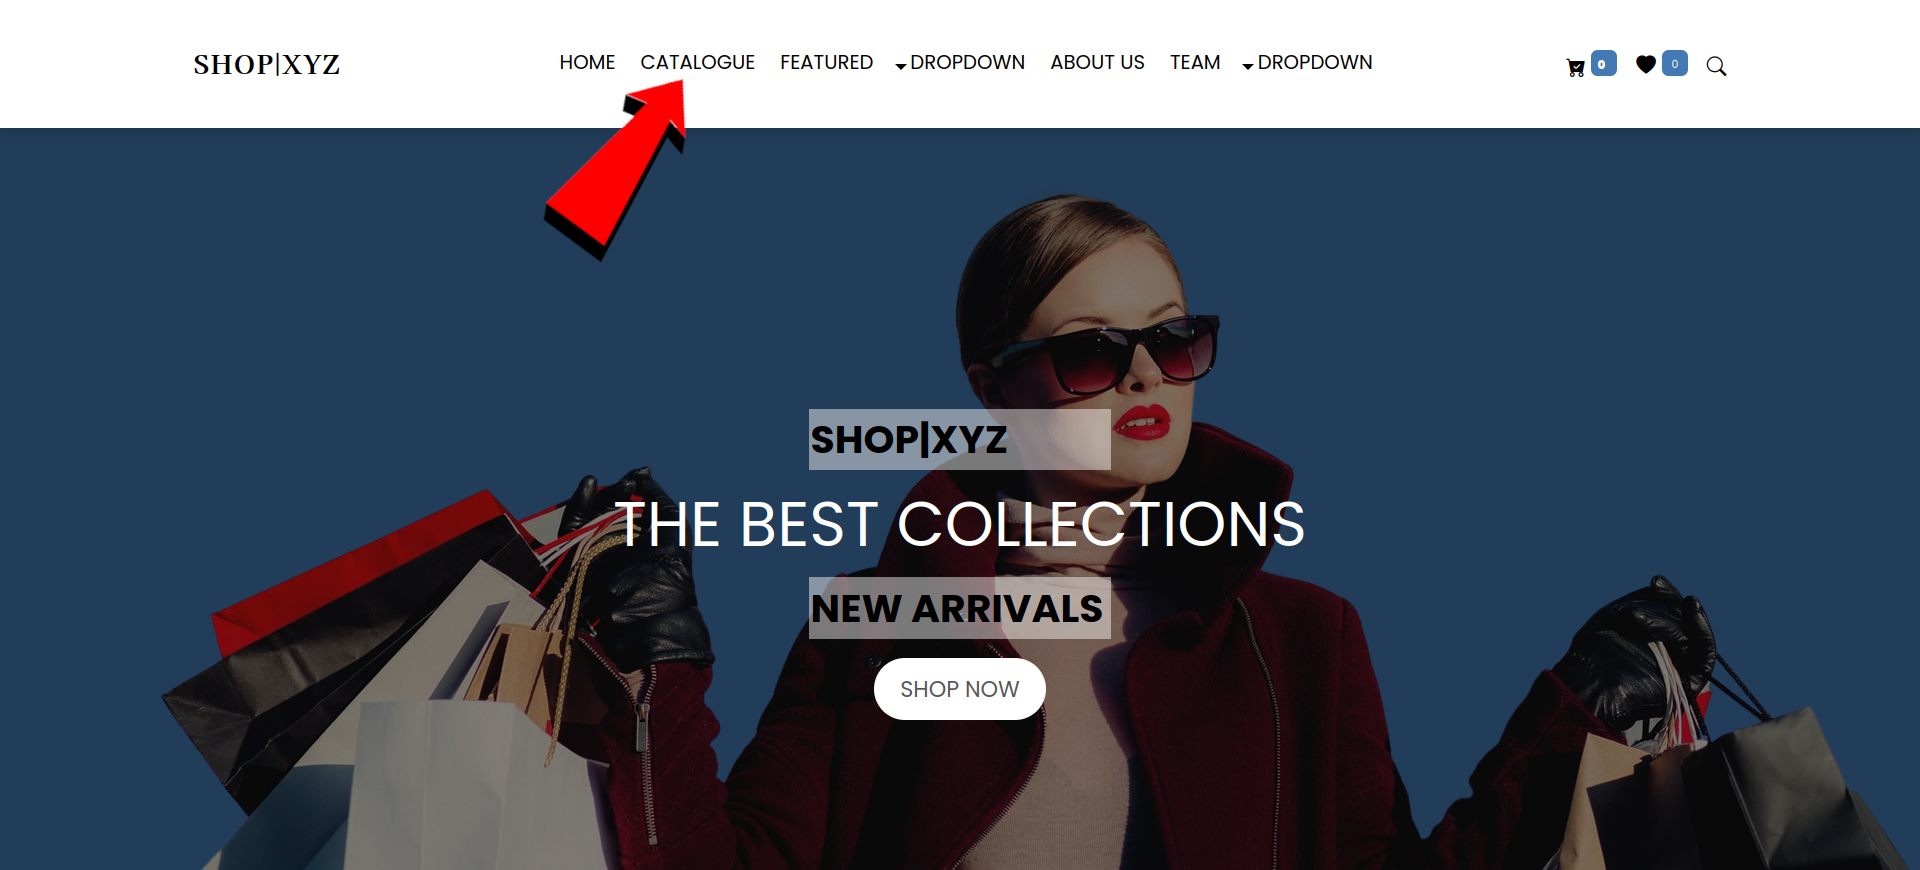 SHOP|XYZ
HOME CATALOGUE FEATURED DROPDOWN ABOUT US TEAM DROPDOWN
0 0
SHOP|XYZ
THE BEST COLLECTIONS
NEW ARRIVALS
SHOP NOW